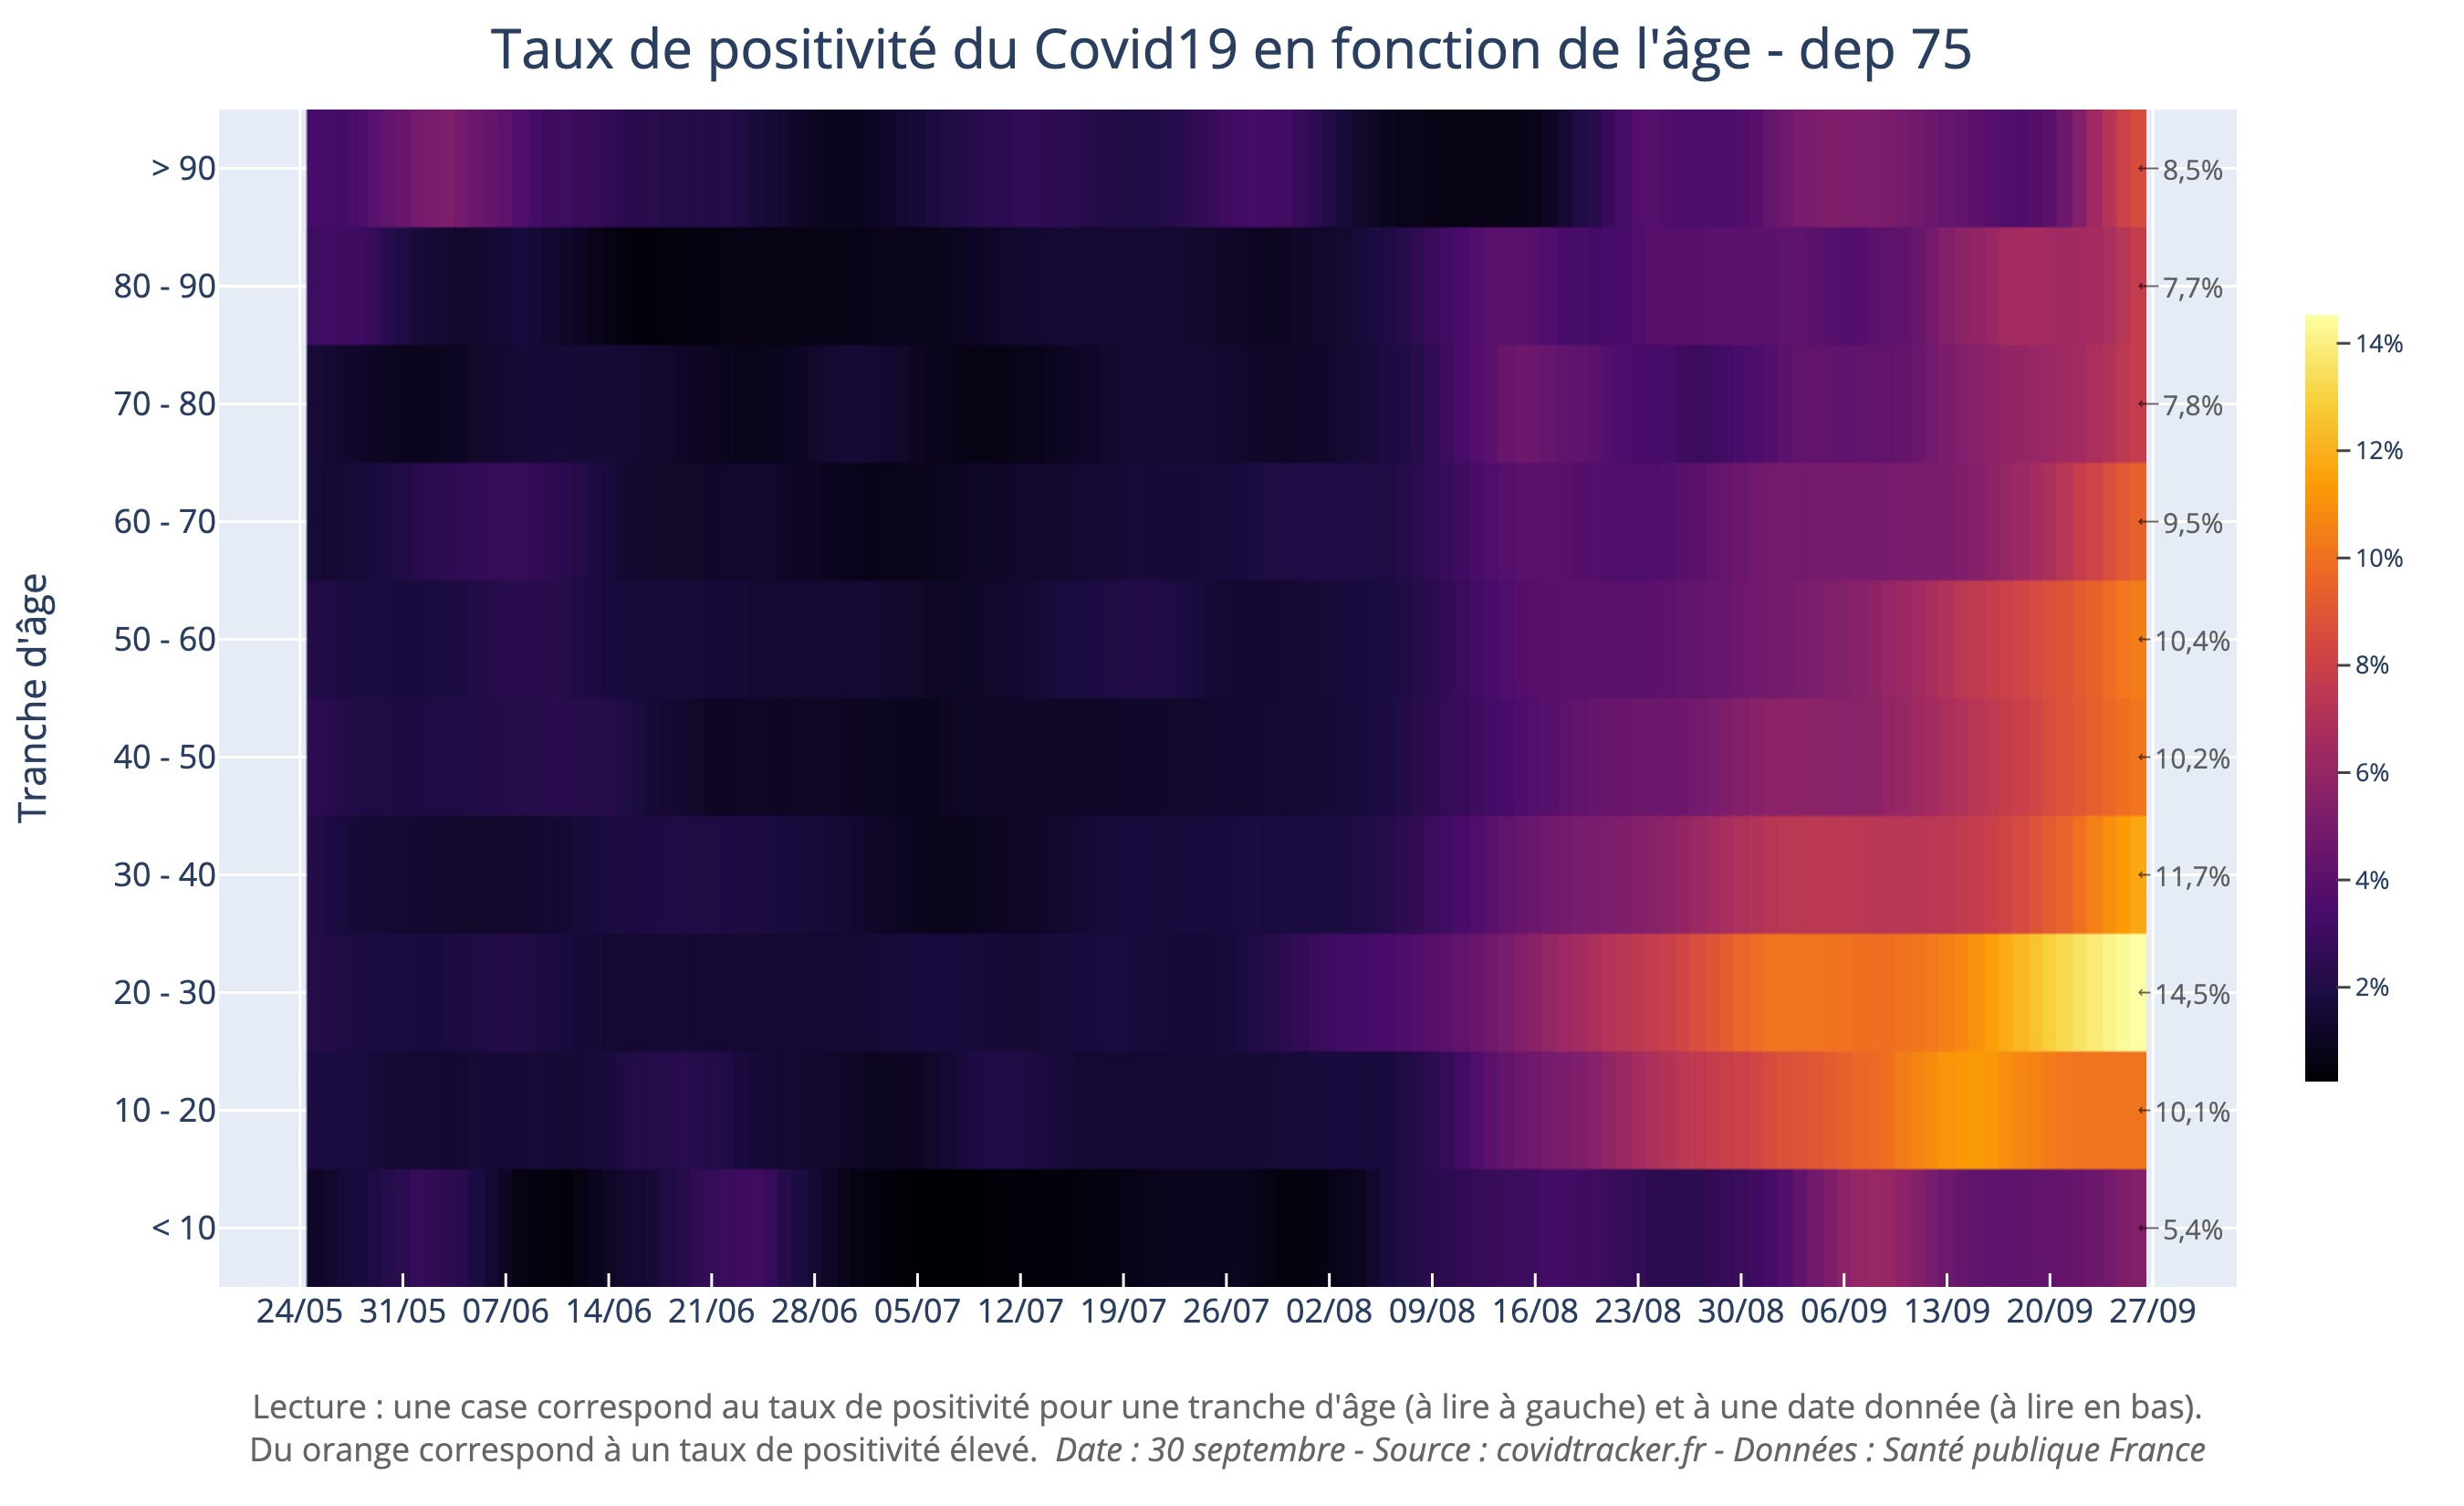 Taux de positivité du Covid19 en fonction de l'âge - dep 75
Tranche d'âge
> 90
80 - 90
70 - 80
60 - 70
50 - 60
40 - 50
30 - 40
20 - 30
10 - 20
< 10
8,5%
7,7%
7,8%
9,5%
10,4%
10,2%
11,7%
14,5%
10,1%
5,4%
14%
12%
10%
8%
6%
4%
2%
24/05 31/05 07/06 14/06 21/06 28/06 05/07 12/07 19/07 26/07 02/08 09/08 16/08 23/08 30/08 06/09 13/09 20/09 27/09
Lecture : une case correspond au taux de positivité pour une tranche d'âge (à lire à gauche) et à une date donnée (à lire en bas).
Du orange correspond à un taux de positivité élevé. Date : 30 septembre - Source : covidtracker.fr - Données : Santé publique France